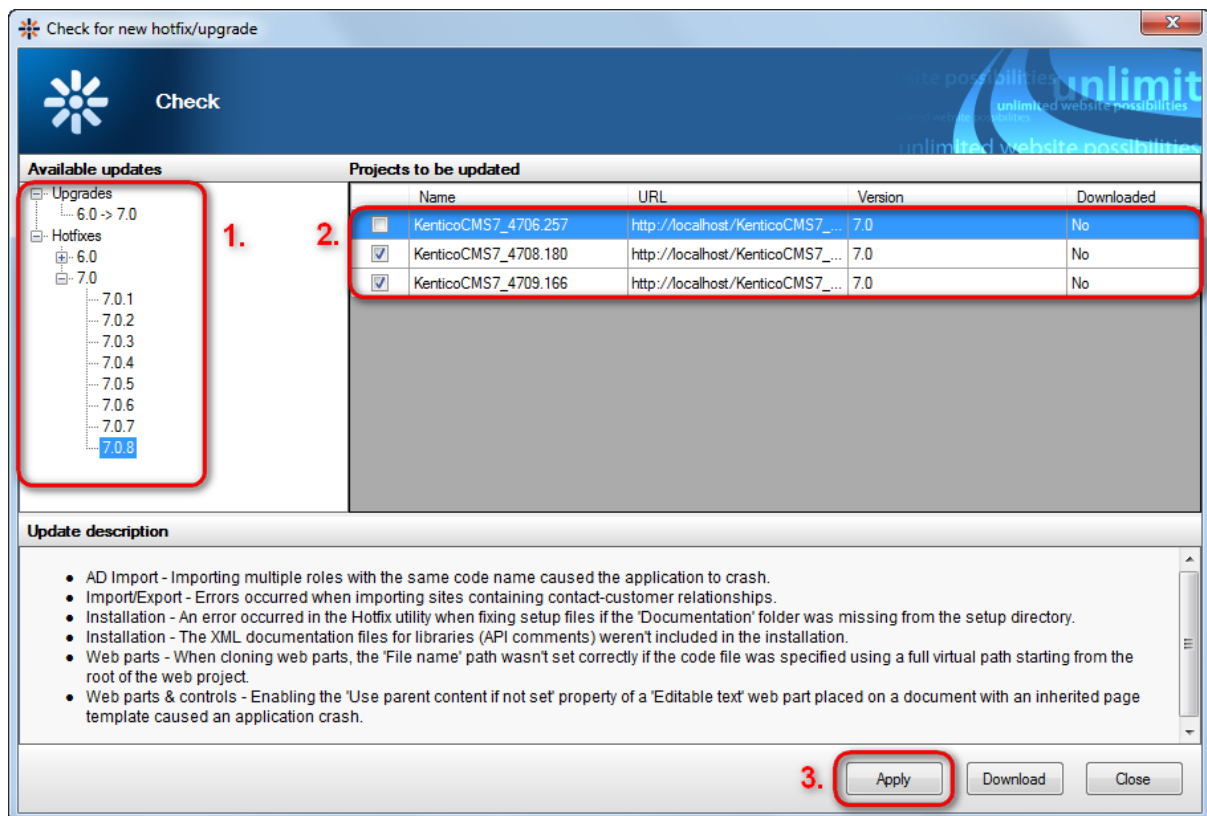 Check for new hotfix/upgrade
Check
ite possibilities
unlimit
unlimited website possibilities
unlimited website possibilities
Available updates
Projects to be updated
Upgrades
6.0 -> 7.0
Hotfixes
6.0
7.0
7.0.1
7.0.2
7.0.3
7.0.4
7.0.5
7.0.6
7.0.7
7.0.8
1.
2.
Name URL Version Downloaded
KenticoCMS7_4706.257 http://localhost/KenticoCMS7_... 7.0 No
KenticoCMS7_4708.180 http://localhost/KenticoCMS7_... 7.0 No
KenticoCMS7_4709.166 http://localhost/KenticoCMS7_... 7.0 No
Update description
● AD Import - Importing multiple roles with the same code name caused the application to crash.
● Import/Export - Errors occurred when importing sites containing contact-customer relationships.
● Installation - An error occurred in the Hotfix utility when fixing setup files if the 'Documentation' folder was missing from the setup directory.
● Installation - The XML documentation files for libraries (API comments) weren't included in the installation.
● Web parts - When cloning web parts, the 'File name' path wasn't set correctly if the code file was specified using a full virtual path starting from the
root of the web project.
● Web parts & controls - Enabling the 'Use parent content if not set' property of a 'Editable text' web part placed on a document with an inherited page
template caused an application crash.
3.
Apply Download Close